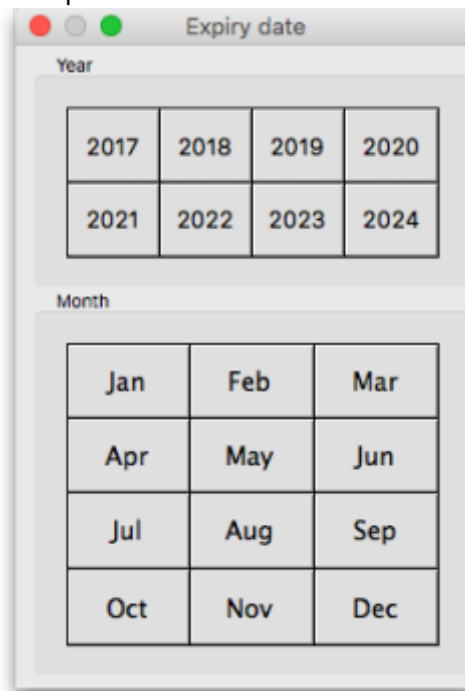 Expiry date
Year
2017 2018 2019 2020
2021 2022 2023 2024
Month
Jan Feb Mar
Apr May Jun
Jul Aug Sep
Oct Nov Dec